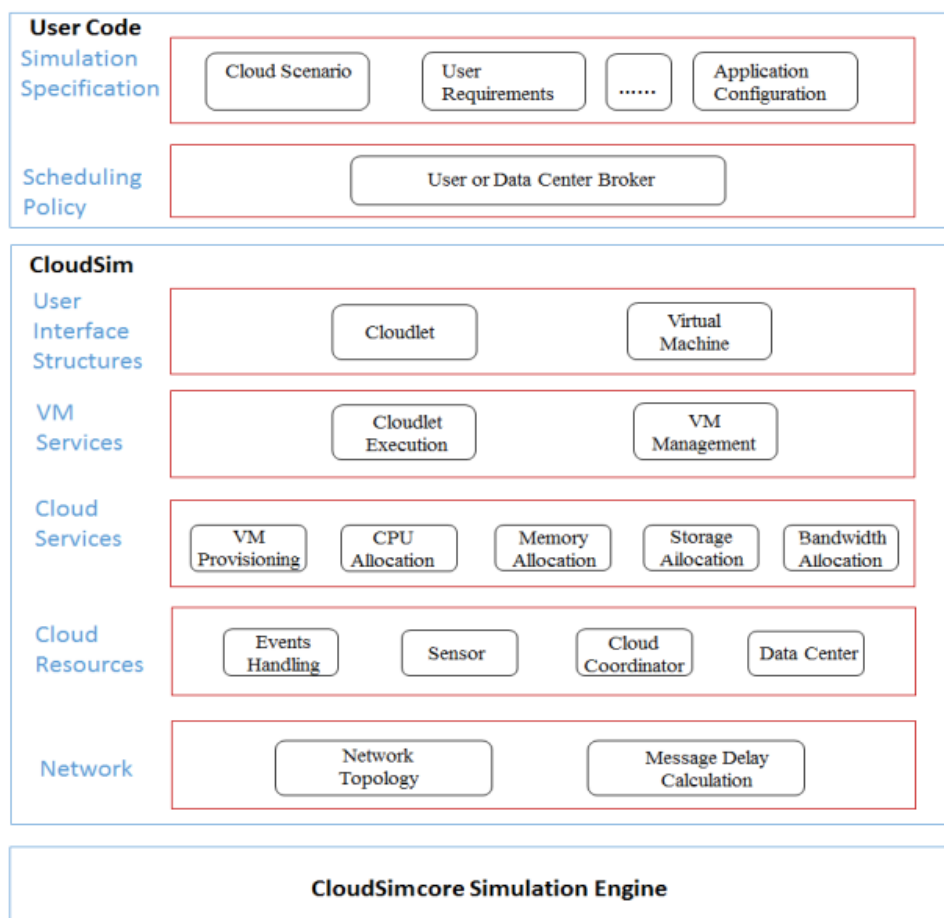 User Code
Simulation
Specification
Cloud Scenario
User
Requirements
......
Application
Configuration
Scheduling
Policy
User or Data Center Broker
CloudSim
User
Interface
Structures
Cloudlet
Virtual
Machine
VM
Services
Cloudlet
Execution
VM
Management
Cloud
Services
VM
Provisioning
CPU
Allocation
Memory
Allocation
Storage
Allocation
Bandwidth
Allocation
Cloud
Resources
Events
Handling
Sensor
Cloud
Coordinator
Data Center
Network
Network
Topology
Message Delay
Calculation
CloudSimcore Simulation Engine